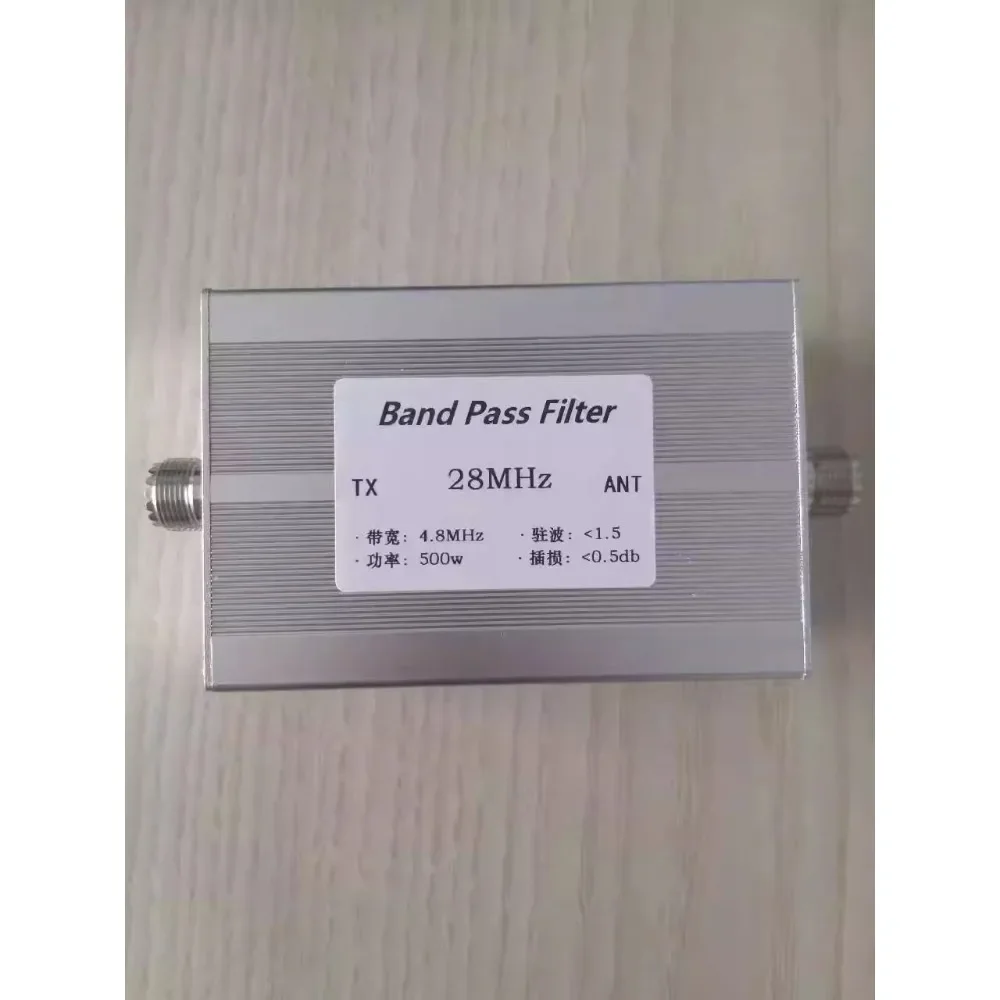 Band Pass Filter
TX 28MHz ANT
· 带宽: 4.8MHz · 驻波: <1.5
· 功率: 500w · 插损: <0.5db